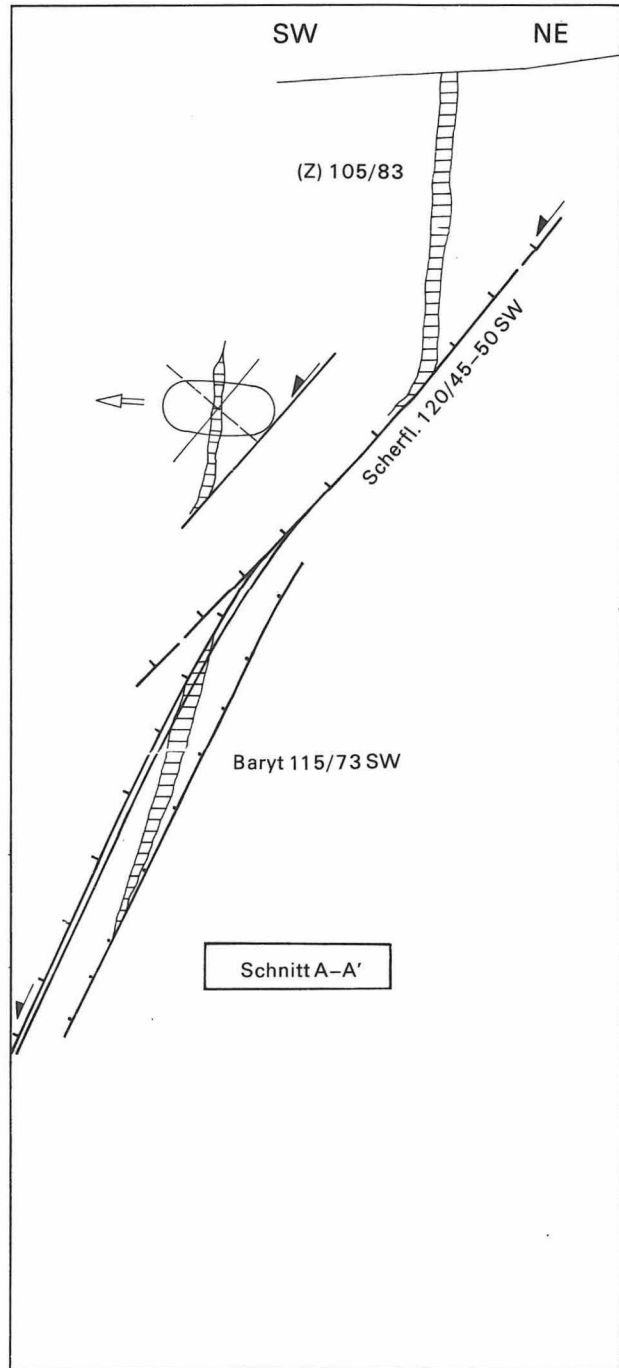 SW NE
(Z) 105/83
Scherfl. 120/45–50 SW
Baryt 115/73 SW
Schnitt A–A'